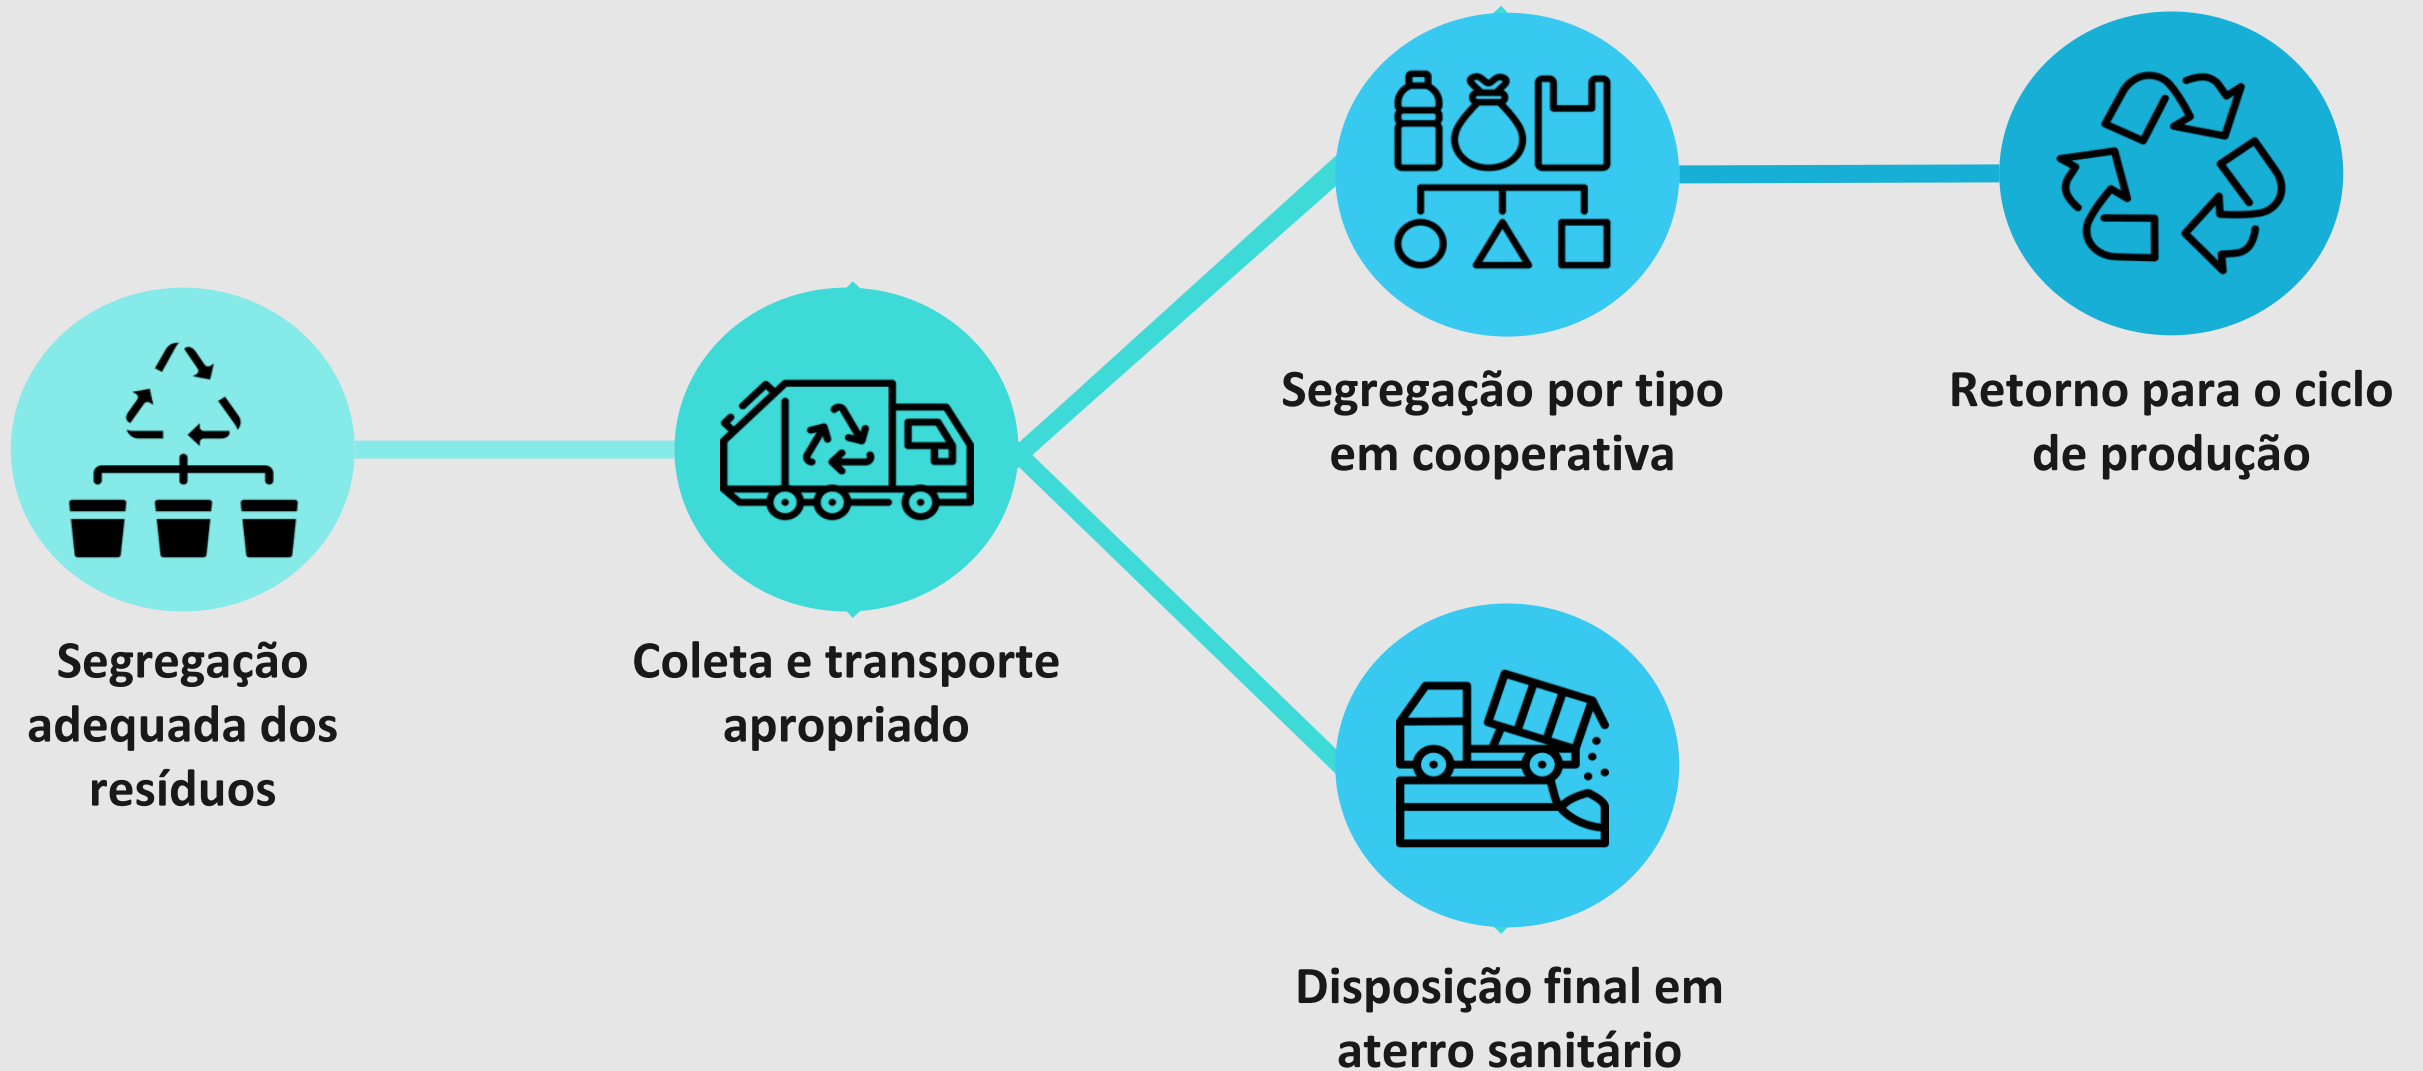 Segregação
adequada dos
resíduos
Coleta e transporte
apropriado
Segregação por tipo
em cooperativa
Retorno para o ciclo
de produção
Disposição final em
aterro sanitário